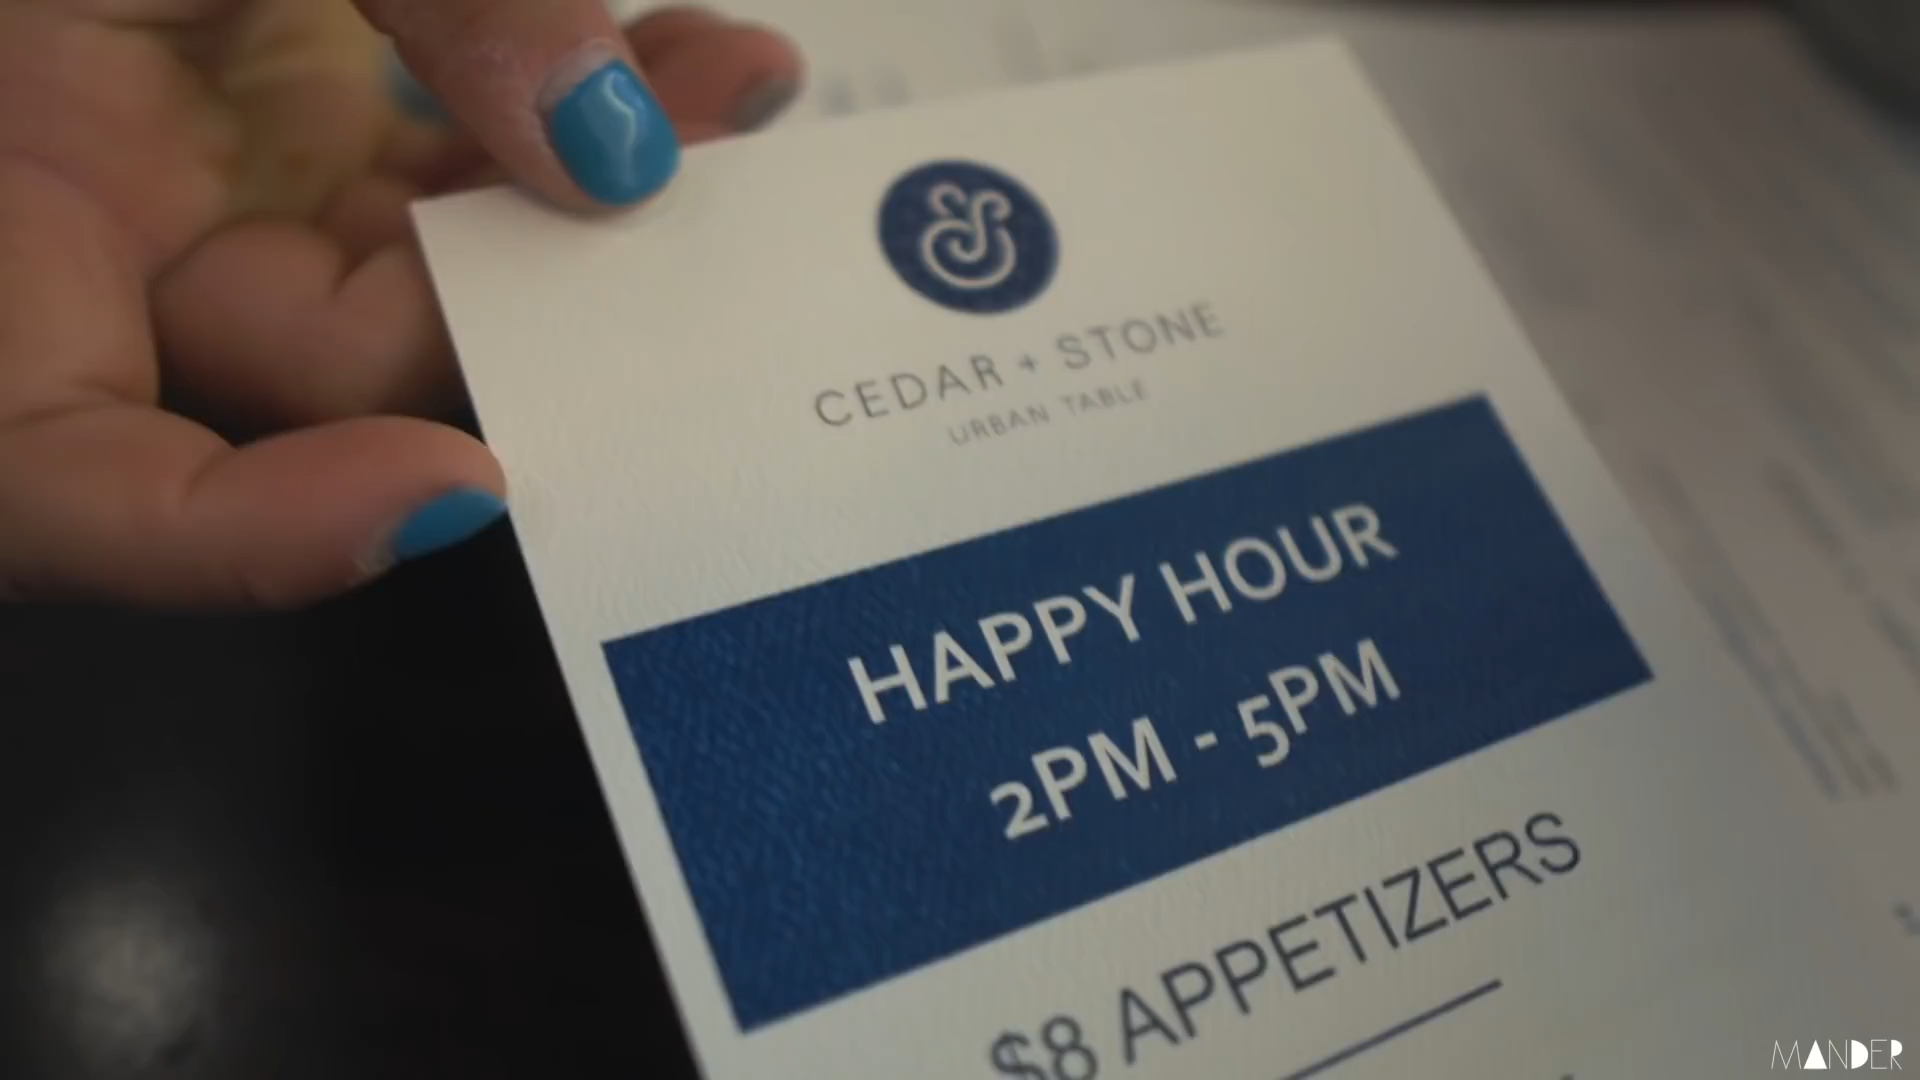 &
CEDAR + STONE
URBAN TABLE
HAPPY HOUR
2PM - 5PM
$8 APPETIZERS
MANDER